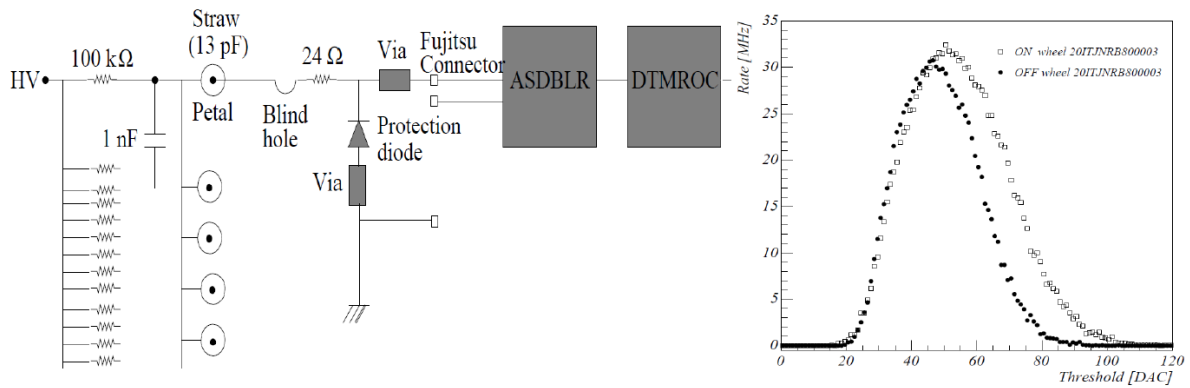 Straw
(13 pF)
100 kΩ
24 Ω
Via
Fujitsu
Connector
HV
ASDBLR
DTMROC
Petal
Blind
hole
1 nF
Protection
diode
Via
Rate [MHz]
35
30
25
20
15
10
5
0
ON wheel 20ITJNRB800003
OFF wheel 20ITJNRB800003
0
20
40
60
80
100
120
Threshold [DAC]